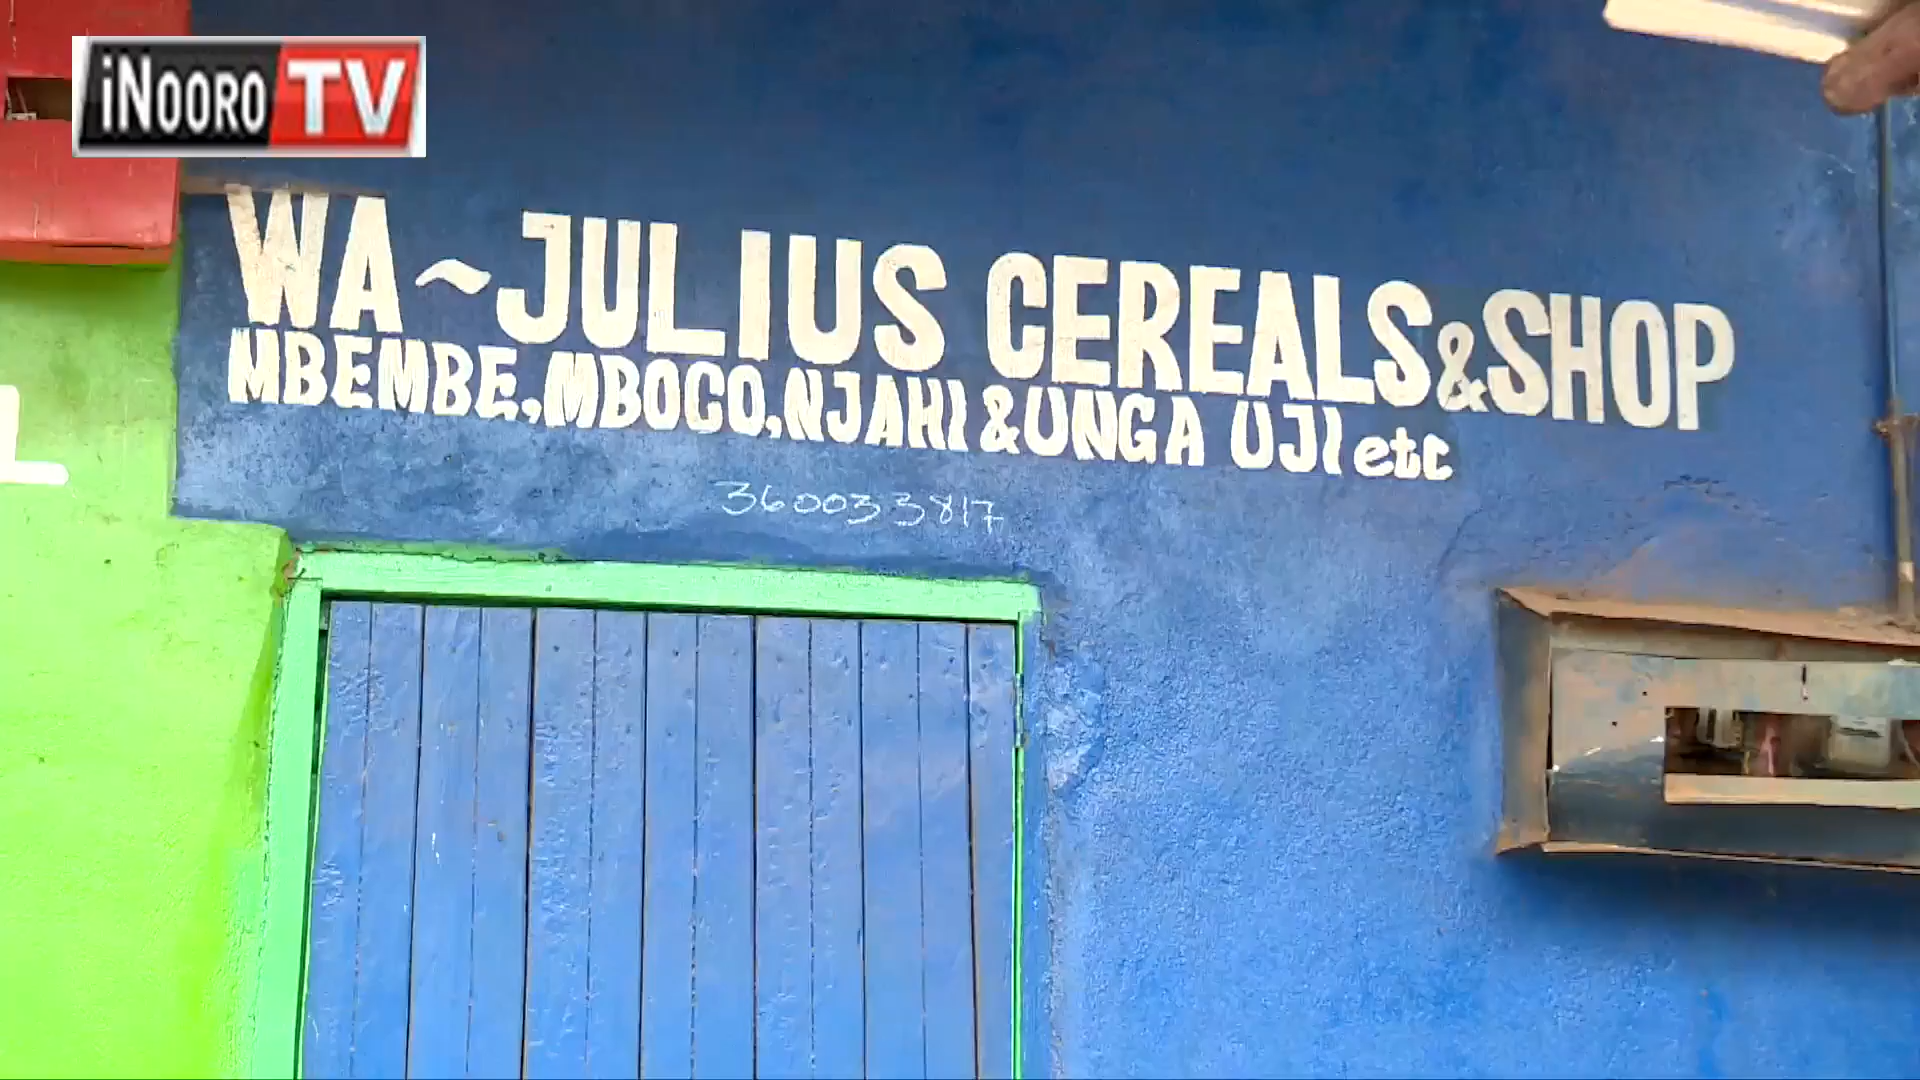 iNOORO TV
WA~JULIUS CEREALS & SHOP
MBEMBE, MBOCO, NJAHI & UNGA UJI etc
360033817
L